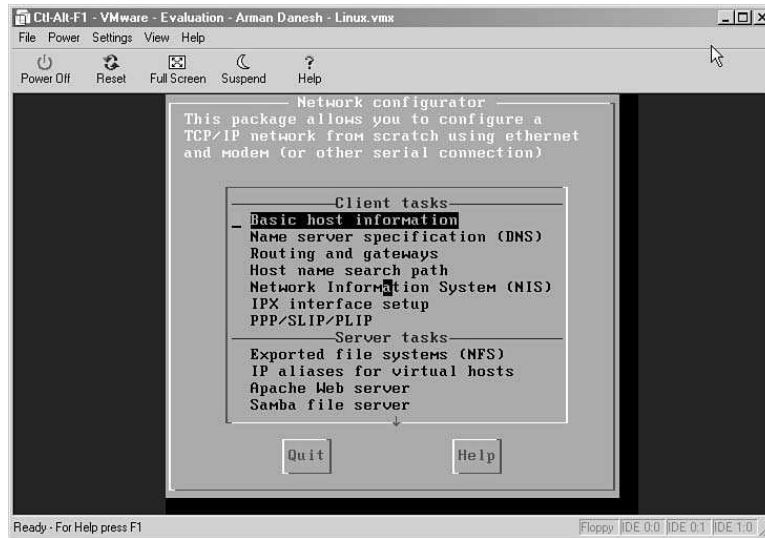 Ctl-Alt-F1 - VMware - Evaluation - Arman Danesh - Linux.vmx
File Power Settings View Help
Power Off Reset Full Screen Suspend Help
Network configurator
This package allows you to configure a
TCP/IP network from scratch using ethernet
and modem (or other serial connection)
Client tasks
Basic host information
Name server specification (DNS)
Routing and gateways
Host name search path
Network Information System (NIS)
IPX interface setup
PPP/SLIP/PLIP
Server tasks
Exported file systems (NFS)
IP aliases for virtual hosts
Apache Web server
Samba file server
Quit Help
Ready - For Help press F1 Floppy IDE 0:0 IDE 0:1 IDE 1:0